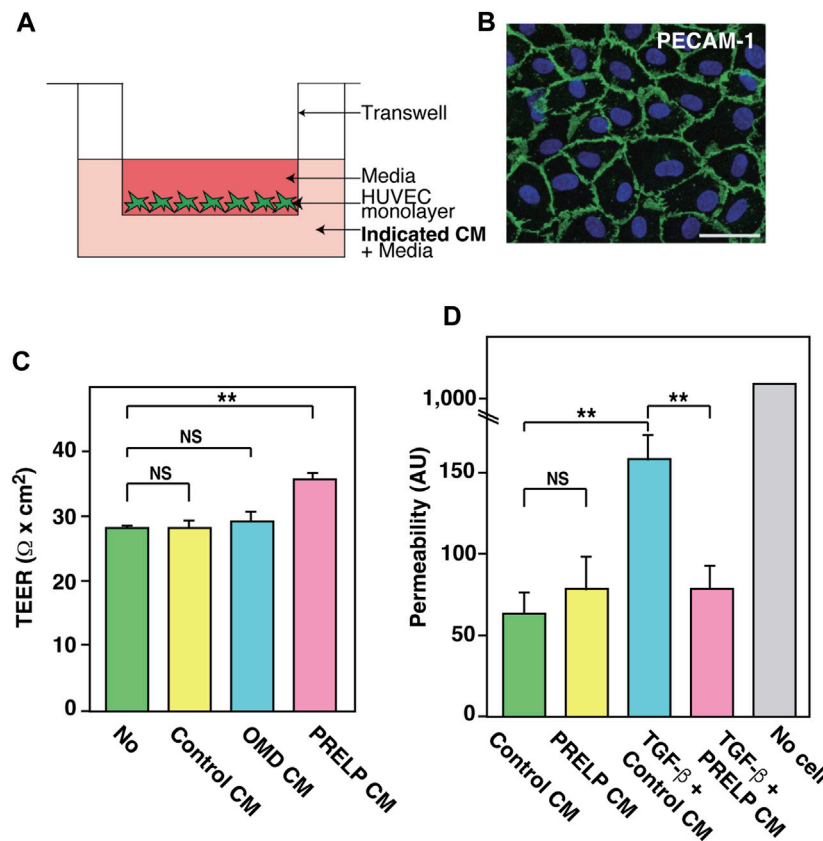 A
Transwell
Media
HUVEC
monolayer
Indicated CM
+ Media
B
PECAM-1
C
TEER (Ω x cm²)
40
30
20
10
0
**
NS
NS
No
Control CM
OMD CM
PRELP CM
D
Permeability (AU)
1,000
150
100
50
0
**
**
NS
Control CM
PRELP CM
TGF-β +
Control CM
TGF-β +
PRELP CM
No cell